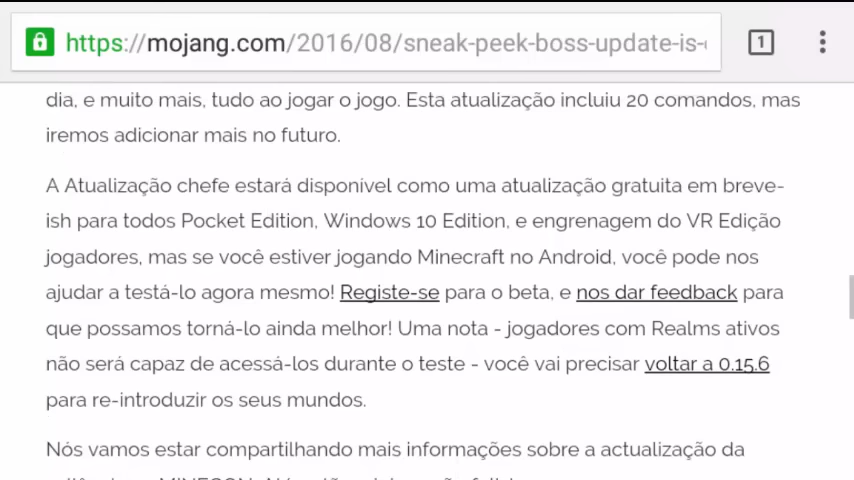 https://mojang.com/2016/08/sneak-peek-boss-update-is-
1
dia, e muito mais, tudo ao jogar o jogo. Esta atualização incluiu 20 comandos, mas
iremos adicionar mais no futuro.
A Atualização chefe estará disponível como uma atualização gratuita em breve-
ish para todos Pocket Edition, Windows 10 Edition, e engrenagem do VR Edição
jogadores, mas se você estiver jogando Minecraft no Android, você pode nos
ajudar a testá-lo agora mesmo! Registe-se para o beta, e nos dar feedback para
que possamos torná-lo ainda melhor! Uma nota - jogadores com Realms ativos
não será capaz de acessá-los durante o teste - você vai precisar voltar a 0.15.6
para re-introduzir os seus mundos.
Nós vamos estar compartilhando mais informações sobre a actualização da